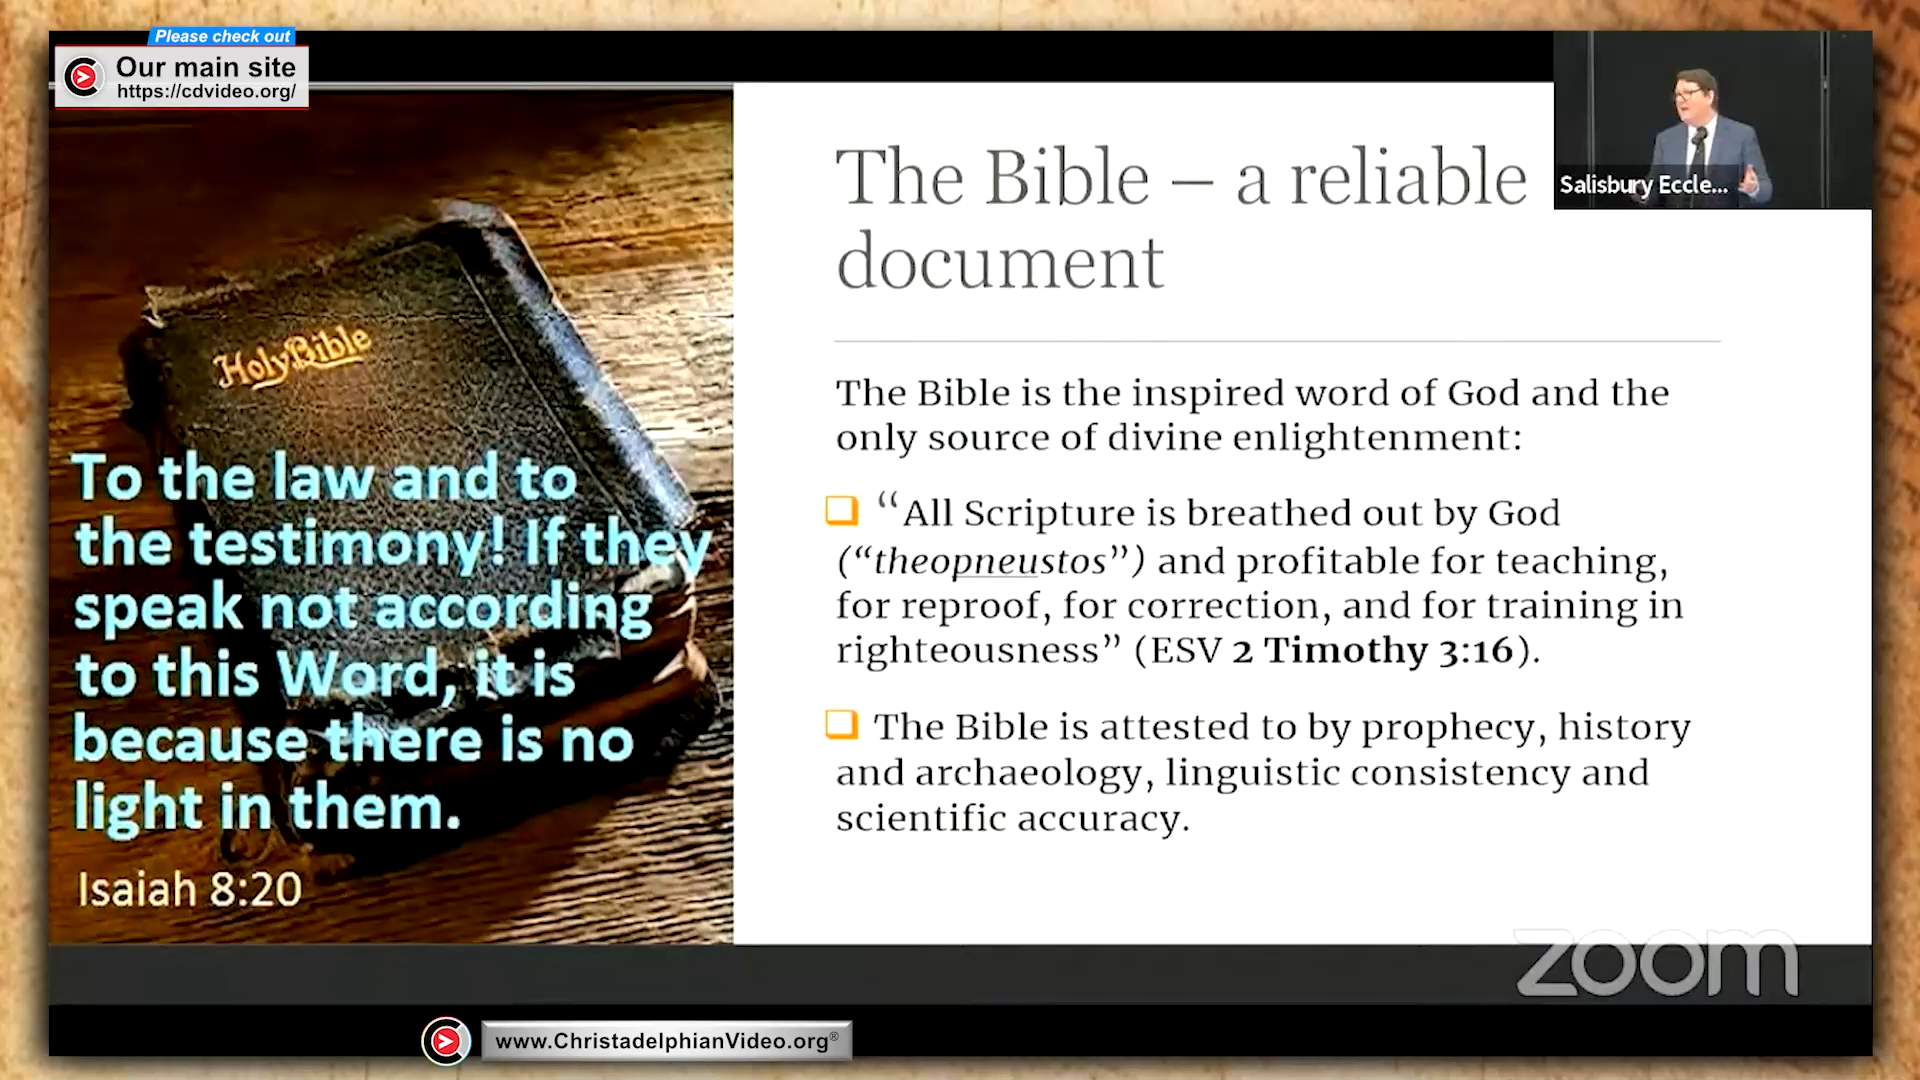 Please check out
Our main site
https://cdvideo.org/
HolyBible
To the law and to
the testimony! If they
speak not according
to this Word, it is
because there is no
light in them.
Isaiah 8:20
The Bible – a reliable
document
The Bible is the inspired word of God and the
only source of divine enlightenment:
“All Scripture is breathed out by God
(“theopneustos”) and profitable for teaching,
for reproof, for correction, and for training in
righteousness” (ESV 2 Timothy 3:16).
The Bible is attested to by prophecy, history
and archaeology, linguistic consistency and
scientific accuracy.
Salisbury Eccle...
zoom
www.ChristadelphianVideo.org®